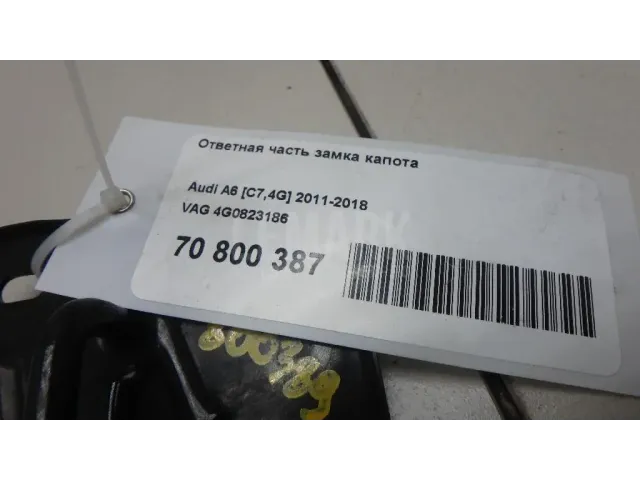 Ответная часть замка капота
Audi A6 [C7,4G] 2011-2018
VAG 4G0823186
70 800 387